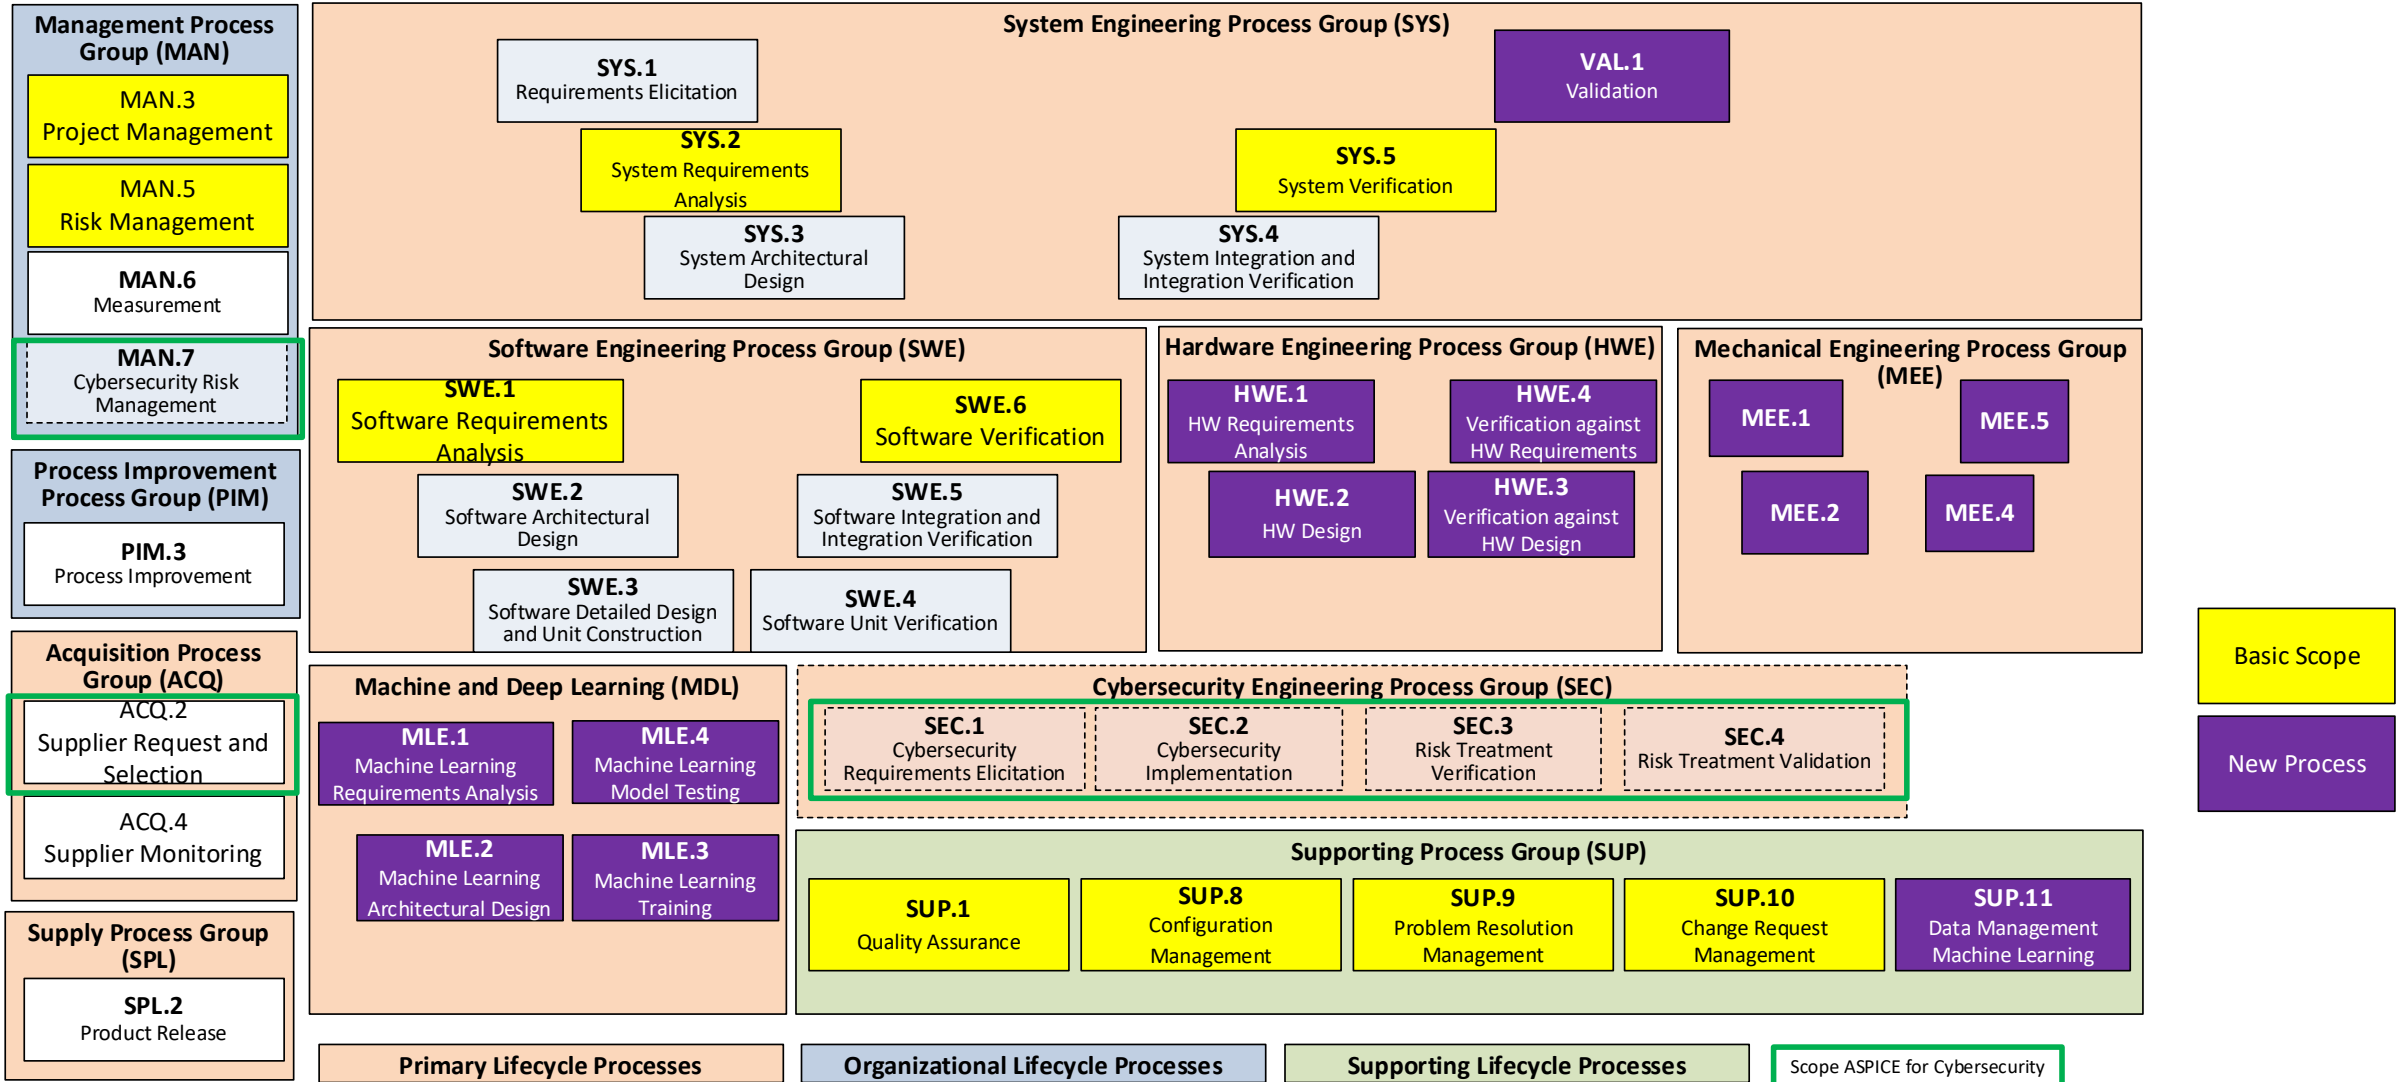 Management Process
Group (MAN)
MAN.3
Project Management
MAN.5
Risk Management
MAN.6
Measurement
MAN.7
Cybersecurity Risk
Management
Process Improvement
Process Group (PIM)
PIM.3
Process Improvement
Acquisition Process
Group (ACQ)
ACQ.2
Supplier Request and
Selection
ACQ.4
Supplier Monitoring
Supply Process Group
(SPL)
SPL.2
Product Release
System Engineering Process Group (SYS)
SYS.1
Requirements Elicitation
SYS.2
System Requirements
Analysis
SYS.3
System Architectural
Design
VAL.1
Validation
SYS.5
System Verification
SYS.4
System Integration and
Integration Verification
Software Engineering Process Group (SWE)
SWE.1
Software Requirements
Analysis
SWE.2
Software Architectural
Design
SWE.3
Software Detailed Design
and Unit Construction
SWE.6
Software Verification
SWE.5
Software Integration and
Integration Verification
SWE.4
Software Unit Verification
Hardware Engineering Process Group (HWE)
HWE.1
HW Requirements
Analysis
HWE.4
Verification against
HW Requirements
HWE.2
HW Design
HWE.3
Verification against
HW Design
Mechanical Engineering Process Group
(MEE)
MEE.1
MEE.5
MEE.2
MEE.4
Machine and Deep Learning (MDL)
MLE.1
Machine Learning
Requirements Analysis
MLE.4
Machine Learning
Model Testing
MLE.2
Machine Learning
Architectural Design
MLE.3
Machine Learning
Training
Cybersecurity Engineering Process Group (SEC)
SEC.1
Cybersecurity
Requirements Elicitation
SEC.2
Cybersecurity
Implementation
SEC.3
Risk Treatment
Verification
SEC.4
Risk Treatment Validation
Supporting Process Group (SUP)
SUP.1
Quality Assurance
SUP.8
Configuration
Management
SUP.9
Problem Resolution
Management
SUP.10
Change Request
Management
SUP.11
Data Management
Machine Learning
Basic Scope
New Process
Primary Lifecycle Processes
Organizational Lifecycle Processes
Supporting Lifecycle Processes
Scope ASPICE for Cybersecurity